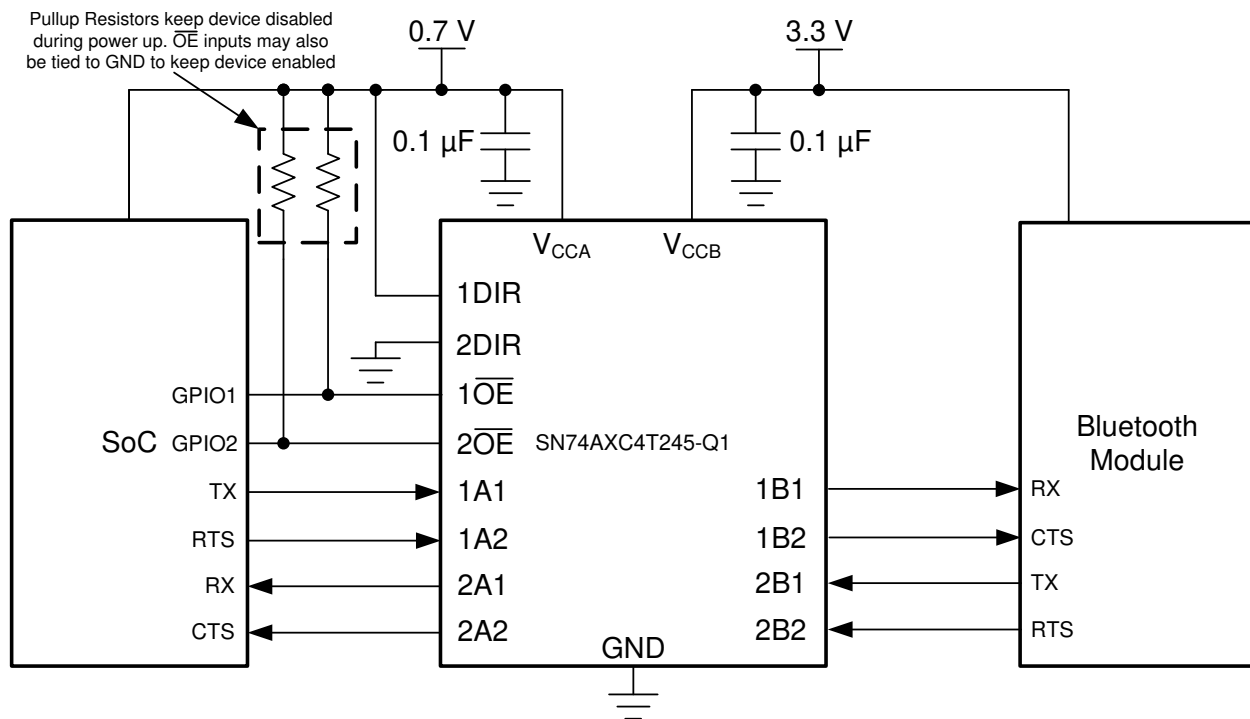 Pullup Resistors keep device disabled
during power up. O̅E̅ inputs may also
be tied to GND to keep device enabled
0.7 V
3.3 V
0.1 µF
0.1 µF
VCCA
VCCB
1DIR
2DIR
GPIO1
1O̅E̅
SoC
GPIO2
2O̅E̅
SN74AXC4T245-Q1
Bluetooth
Module
TX
1A1
1B1
RX
RTS
1A2
1B2
CTS
RX
2A1
2B1
TX
CTS
2A2
2B2
RTS
GND